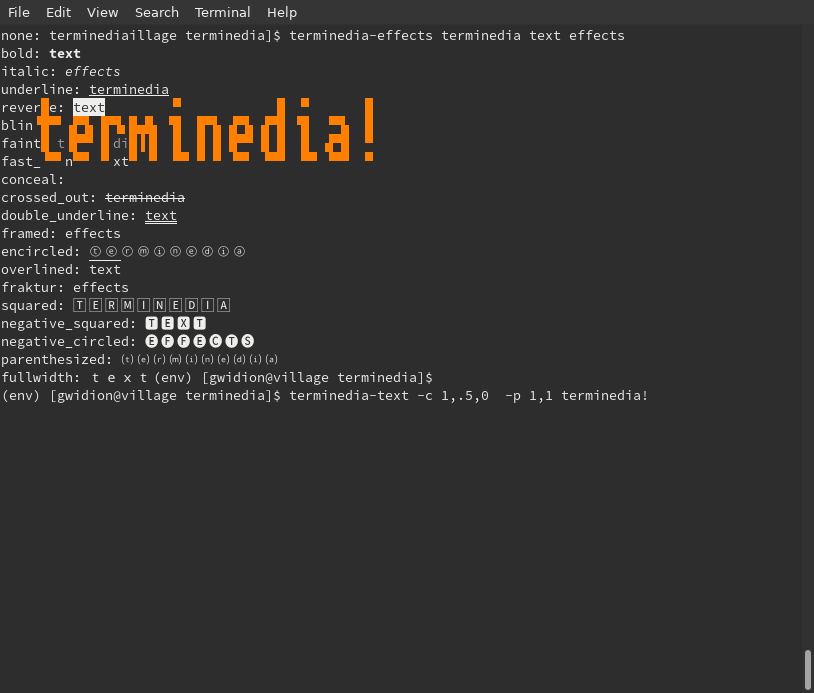 File Edit View Search Terminal Help
none: terminediaillage terminedia]$ terminedia-effects terminedia text effects
bold: text
italic: effects
underline: terminedia
reverse: text
terminedia!
blin
faint t di
fast_ n xt
conceal:
crossed_out: terminedia
double_underline: text
framed: effects
encircled: ⓣⓔⓡⓜⓘⓝⓔⓓⓘⓐ
overlined: text
fraktur: effects
squared: 🅃🄴🅁🄼🄸🄽🄴🄳🄸🄰
negative_squared: 🆃🅴🆇🆃
negative_circled: 🅔🅕🅕🅔🅒🅣🅢
parenthesized: ⒯⒠⒭⒨⒤⒩⒠⒟⒤⒜
fullwidth: ｔｅｘｔ(env) [gwidion@village terminedia]$
(env) [gwidion@village terminedia]$ terminedia-text -c 1,.5,0  -p 1,1 terminedia!